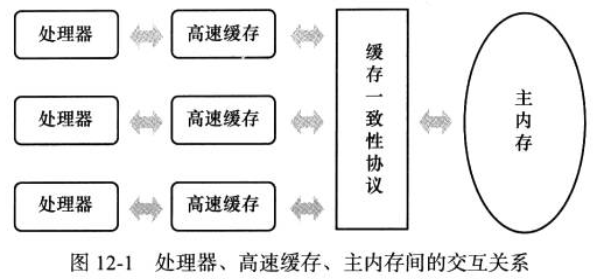 处理器 高速缓存
处理器 高速缓存
处理器 高速缓存
缓存一致性协议
主内存
图 12-1 处理器、高速缓存、主内存间的交互关系